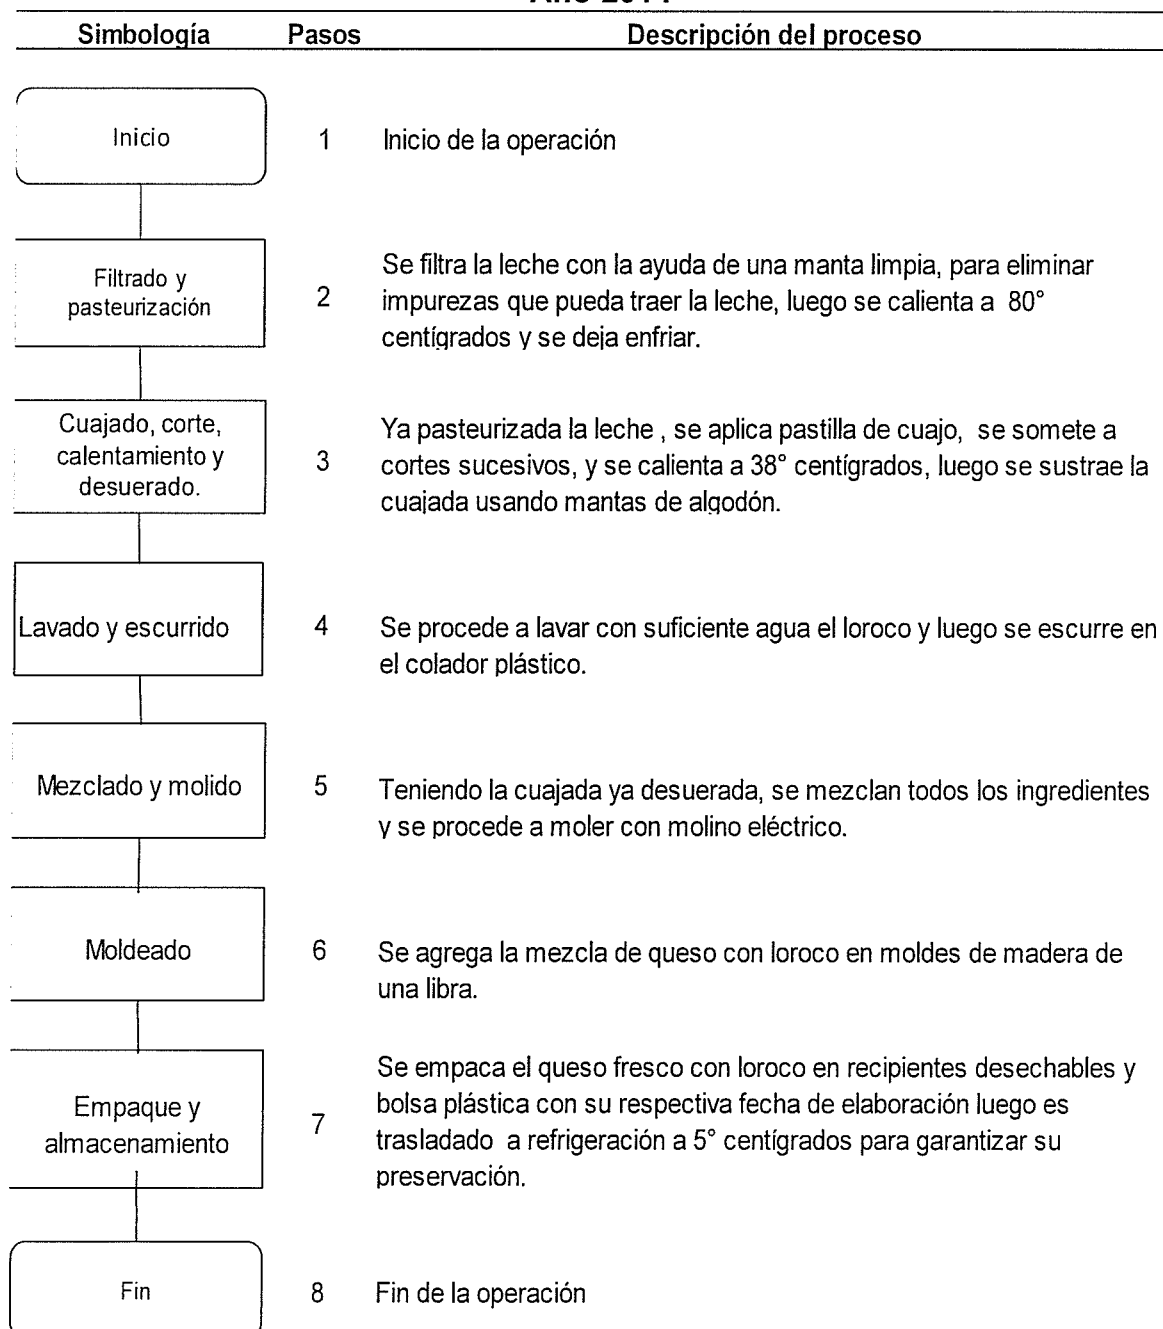 Simbología Pasos Descripción del proceso
Inicio 1 Inicio de la operación
Filtrado y
pasteurización
2
Se filtra la leche con la ayuda de una manta limpia, para eliminar
impurezas que pueda traer la leche, luego se calienta a 80°
centígrados y se deja enfriar.
Cuajado, corte,
calentamiento y
desuerado.
3
Ya pasteurizada la leche , se aplica pastilla de cuajo, se somete a
cortes sucesivos, y se calienta a 38° centígrados, luego se sustrae la
cuajada usando mantas de algodón.
Lavado y escurrido
4
Se procede a lavar con suficiente agua el loroco y luego se escurre en
el colador plástico.
Mezclado y molido
5
Teniendo la cuajada ya desuerada, se mezclan todos los ingredientes
y se procede a moler con molino eléctrico.
Moldeado
6
Se agrega la mezcla de queso con loroco en moldes de madera de
una libra.
Empaque y
almacenamiento
7
Se empaca el queso fresco con loroco en recipientes desechables y
bolsa plástica con su respectiva fecha de elaboración luego es
trasladado a refrigeración a 5° centígrados para garantizar su
preservación.
Fin 8 Fin de la operación